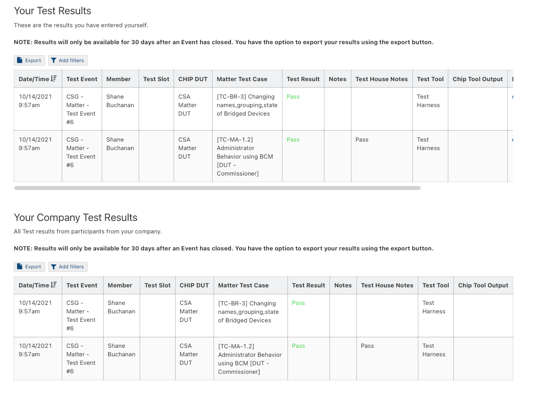 Your Test Results
These are the results you have entered yourself.
NOTE: Results will only be available for 30 days after an Event has closed. You have the option to export your results using the export button.
Export Add filters
Date/Time Test Event Member Test Slot CHIP DUT Matter Test Case Test Result Notes Test House Notes Test Tool Chip Tool Output
10/14/2021 CSG - Shane CSA [TC-BR-3] Changing Pass Test
9:57am Matter - Buchanan Matter names,grouping,state Harness
Test Event DUT of Bridged Devices
#6
10/14/2021 CSG - Shane CSA [TC-MA-1.2] Pass Pass Test
9:57am Matter - Buchanan Matter Administrator Harness
Test Event DUT Behavior using BCM
#6 [DUT -
Commissioner]
Your Company Test Results
All Test results from participants from your company.
NOTE: Results will only be available for 30 days after an Event has closed. You have the option to export your results using the export button.
Export Add filters
Date/Time Test Event Member Test Slot CHIP DUT Matter Test Case Test Result Notes Test House Notes Test Tool Chip Tool Output
10/14/2021 CSG - Shane CSA [TC-BR-3] Changing Pass Test
9:57am Matter - Buchanan Matter names,grouping,state Harness
Test Event DUT of Bridged Devices
#6
10/14/2021 CSG - Shane CSA [TC-MA-1.2] Pass Pass Test
9:57am Matter - Buchanan Matter Administrator Behavior Harness
Test Event DUT using BCM [DUT -
#6 Commissioner]